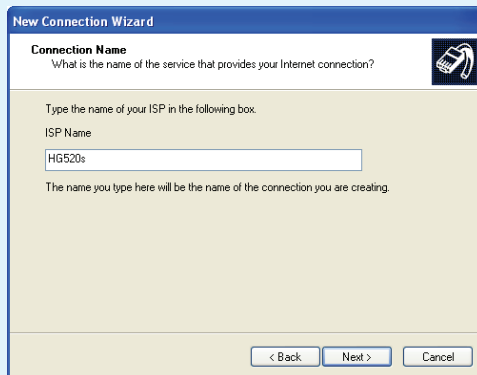 New Connection Wizard
Connection Name
What is the name of the service that provides your Internet connection?
Type the name of your ISP in the following box.
ISP Name
HG520s
The name you type here will be the name of the connection you are creating.
< Back
Next >
Cancel